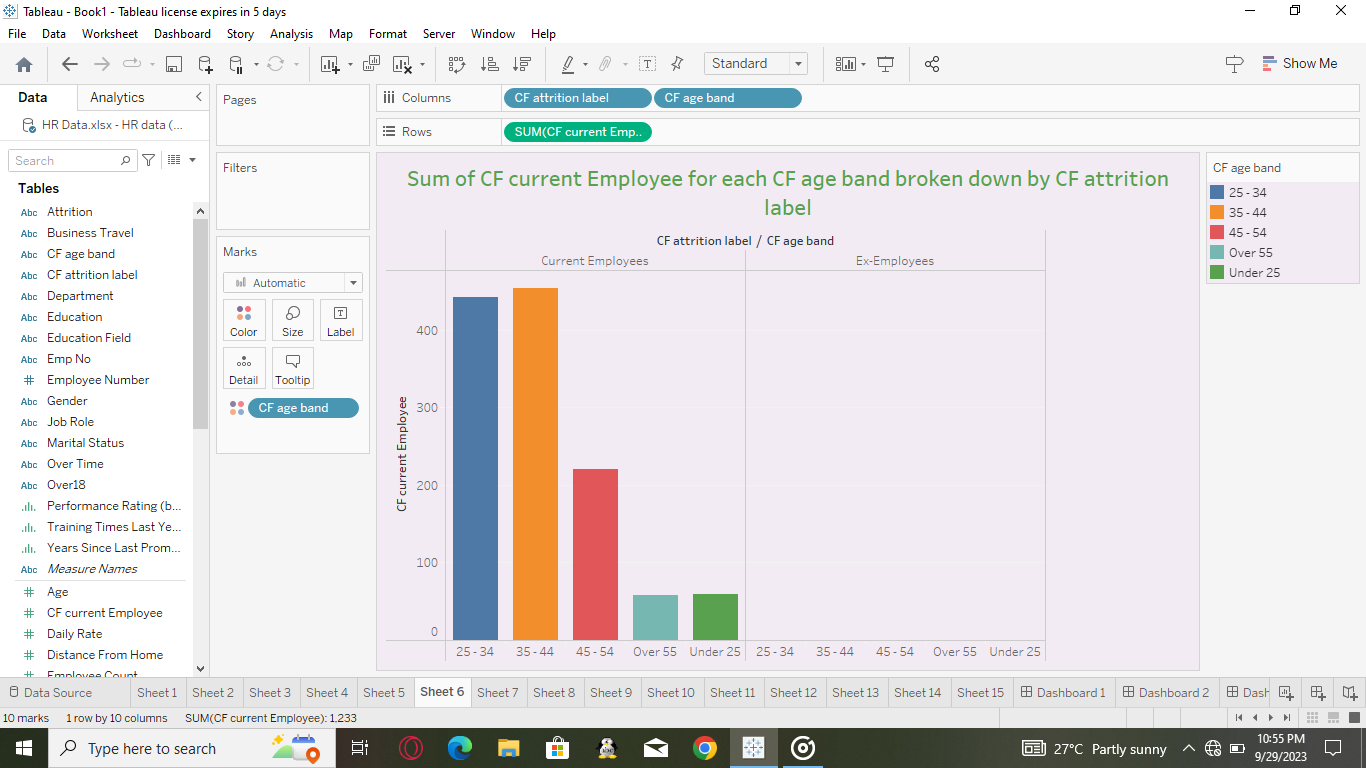 Tableau - Book1 - Tableau license expires in 5 days
File Data Worksheet Dashboard Story Analysis Map Format Server Window Help
Standard
Show Me
Data Analytics
HR Data.xlsx - HR data (...
Search
Tables
Abc Attrition
Abc Business Travel
Abc CF age band
Abc CF attrition label
Abc Department
Abc Education
Abc Education Field
Abc Emp No
# Employee Number
Abc Gender
Abc Job Role
Abc Marital Status
Abc Over Time
Abc Over18
Performance Rating (b...
Training Times Last Ye...
Years Since Last Prom...
Abc Measure Names
# Age
# CF current Employee
# Daily Rate
# Distance From Home
# Employee Count
Pages
Filters
Marks
Automatic
Color Size Label
Detail Tooltip
CF age band
Columns CF attrition label CF age band
Rows SUM(CF current Emp..
Sum of CF current Employee for each CF age band broken down by CF attrition
label
CF attrition label / CF age band
Current Employees Ex-Employees
CF current Employee
400
300
200
100
0
25 - 34 35 - 44 45 - 54 Over 55 Under 25 25 - 34 35 - 44 45 - 54 Over 55 Under 25
CF age band
25 - 34
35 - 44
45 - 54
Over 55
Under 25
Data Source Sheet 1 Sheet 2 Sheet 3 Sheet 4 Sheet 5 Sheet 6 Sheet 7 Sheet 8 Sheet 9 Sheet 10 Sheet 11 Sheet 12 Sheet 13 Sheet 14 Sheet 15 Dashboard 1 Dashboard 2 Dash
10 marks 1 row by 10 columns SUM(CF current Employee): 1,233
Type here to search
27°C Partly sunny
10:55 PM
9/29/2023